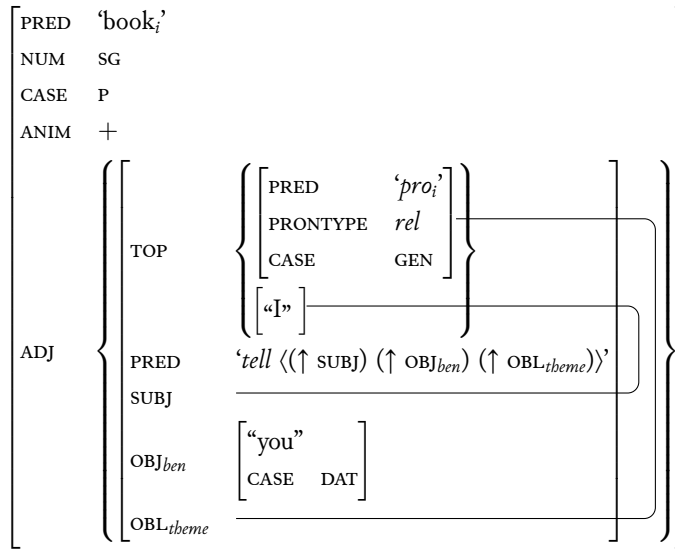 PRED ‘book_i’
NUM SG
CASE P
ANIM +
ADJ
TOP
PRED ‘pro_i’
PRONTYPE rel
CASE GEN
“I”
PRED ‘tell ⟨(↑ SUBJ) (↑ OBJ_ben) (↑ OBL_theme)⟩’
SUBJ
OBJ_ben
“you”
CASE DAT
OBL_theme